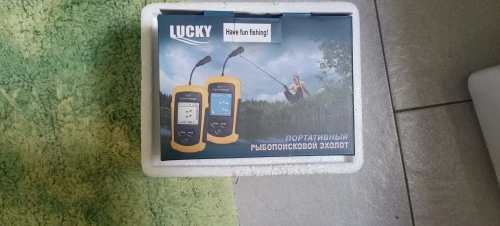 LUCKY
Have fun fishing!
ПОРТАТИВНЫЙ
РЫБОПОИСКОВОЙ ЭХОЛОТ